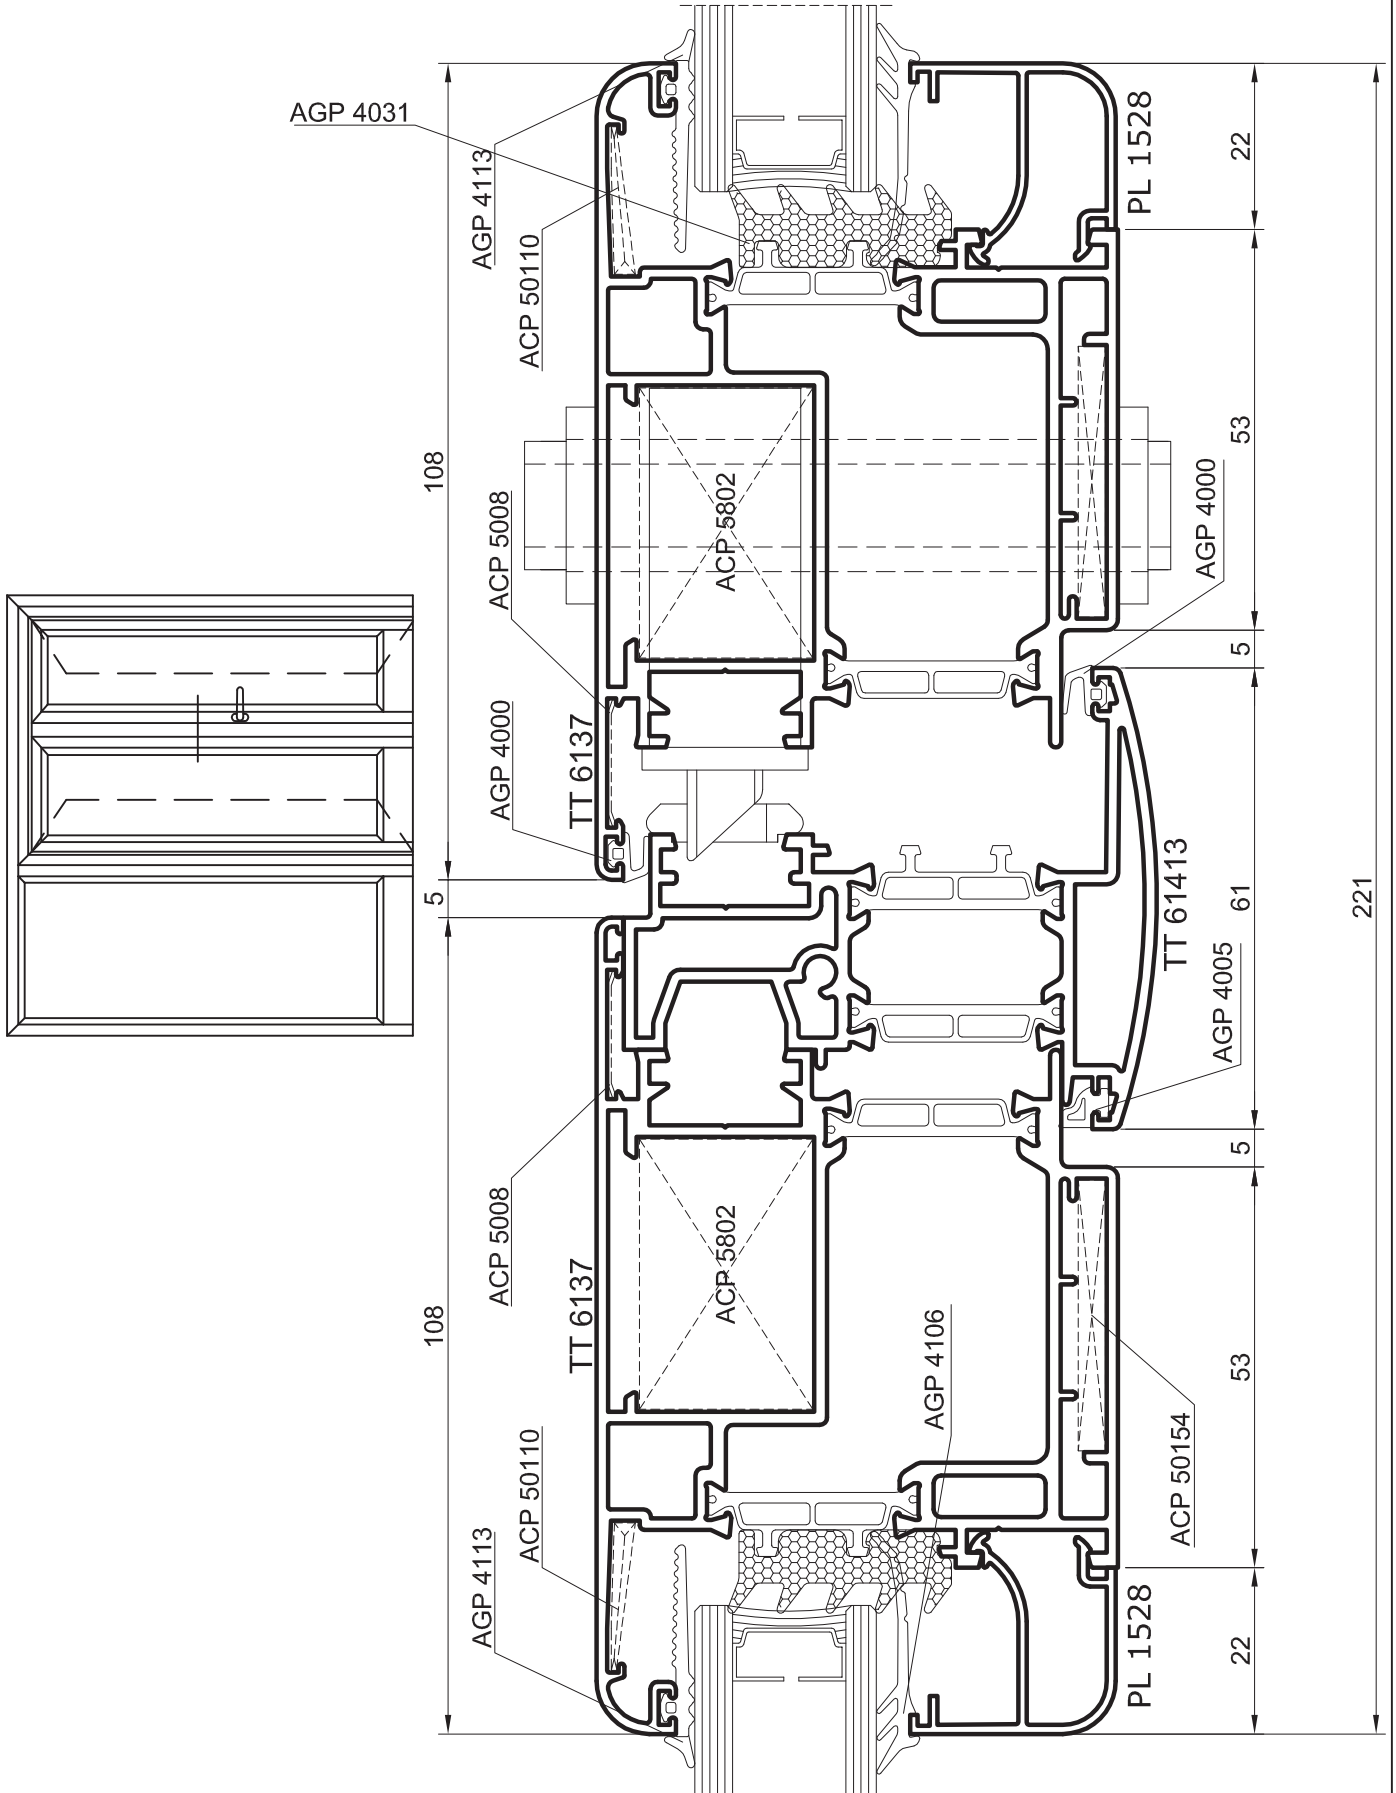 AGP 4031
AGP 4113
ACP 50110
PL 1528
22
108
ACP 5008
ACP 5802
53
AGP 4000
5
AGP 4000
TT 6137
5
TT 61413
61
221
AGP 4005
5
ACP 5008
TT 6137
ACP 5802
108
AGP 4106
53
ACP 50154
ACP 50110
AGP 4113
PL 1528
22